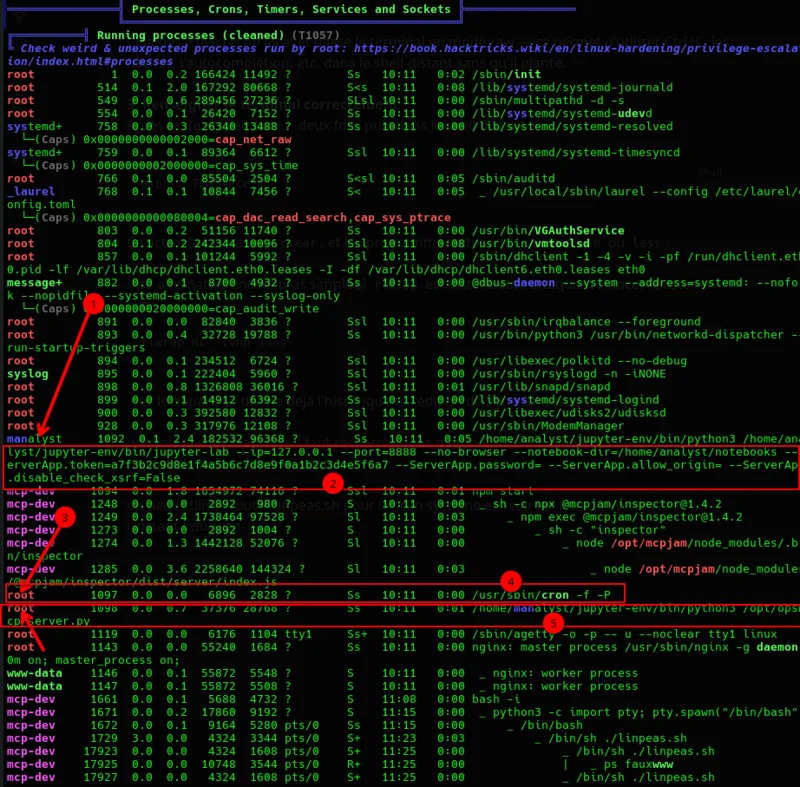 Processes, Crons, Timers, Services and Sockets
Running processes (cleaned) (T1057)
Check weird & unexpected processes run by root: https://book.hacktricks.wiki/en/linux-hardening/privilege-escalat
ion/index.html#processes
root 1 0.0 0.2 166424 11492 ? Ss 10:11 0:02 /sbin/init
root 514 0.1 2.0 167292 80668 ? S<s 10:11 0:08 /lib/systemd/systemd-journald
root 549 0.0 0.6 289456 27236 ? SLsl 10:11 0:04 /sbin/multipathd -d -s
root 554 0.0 0.1 26420 7152 ? Ss 10:11 0:00 /lib/systemd/systemd-udevd
systemd+ 758 0.0 0.3 26340 13488 ? Ss 10:11 0:00 /lib/systemd/systemd-resolved
└─(Caps) 0x0000000000002000=cap_net_raw
systemd+ 759 0.0 0.1 89364 6612 ? Ssl 10:11 0:00 /lib/systemd/systemd-timesyncd
└─(Caps) 0x0000000002000000=cap_sys_time
root 766 0.1 0.0 85504 2504 ? S<sl 10:11 0:05 /sbin/auditd
_laurel 768 0.1 0.1 10844 7456 ? S< 10:11 0:05 _ /usr/local/sbin/laurel --config /etc/laurel/c
onfig.toml
└─(Caps) 0x0000000000080004=cap_dac_read_search,cap_sys_ptrace
root 803 0.0 0.2 51156 11740 ? Ss 10:11 0:00 /usr/bin/VGAuthService
root 804 0.1 0.2 242344 10096 ? Ssl 10:11 0:08 /usr/bin/vmtoolsd
root 857 0.0 0.1 101244 5992 ? Ssl 10:11 0:00 /sbin/dhclient -1 -4 -v -i -pf /run/dhclient.eth
0.pid -lf /var/lib/dhcp/dhclient.eth0.leases -I -df /var/lib/dhcp/dhclient6.eth0.leases eth0
message+ 882 0.0 0.1 8700 4932 ? Ss 10:11 0:00 @dbus-daemon --system --address=systemd: --nofor
k --nopidfile --systemd-activation --syslog-only
└─(Caps) 0x0000000020000000=cap_audit_write
root 891 0.0 0.0 82840 3836 ? Ssl 10:11 0:00 /usr/sbin/irqbalance --foreground
root 893 0.0 0.4 32728 19788 ? Ss 10:11 0:00 /usr/bin/python3 /usr/bin/networkd-dispatcher --
run-startup-triggers
root 894 0.0 0.1 234512 6724 ? Ssl 10:11 0:00 /usr/libexec/polkitd --no-debug
syslog 895 0.0 0.1 222404 5960 ? Ssl 10:11 0:00 /usr/sbin/rsyslogd -n -iNONE
root 898 0.0 0.8 1326808 36016 ? Ssl 10:11 0:01 /usr/lib/snapd/snapd
root 899 0.0 0.1 14912 6392 ? Ss 10:11 0:00 /lib/systemd/systemd-logind
root 900 0.0 0.3 392580 12832 ? Ssl 10:11 0:00 /usr/libexec/udisks2/udisksd
root 928 0.0 0.3 317976 12108 ? Ssl 10:11 0:00 /usr/sbin/ModemManager
manalyst 1092 0.1 2.4 182532 96368 ? Ss 10:11 0:05 /home/analyst/jupyter-env/bin/python3 /home/ana
lyst/jupyter-env/bin/jupyter-lab --ip=127.0.0.1 --port=8888 --no-browser --notebook-dir=/home/analyst/notebooks --S
erverApp.token=a7f3b2c9d8e1f4a5b6c7d8e9f0a1b2c3d4e5f6a7 --ServerApp.password= --ServerApp.allow_origin= --ServerApp
.disable_check_xsrf=False
mcp-dev 1094 0.0 1.8 1654972 74116 ? Ssl 10:11 0:01 npm start
mcp-dev 1248 0.0 0.0 2892 980 ? S 10:11 0:00 _ sh -c npx @mcpjam/inspector@1.4.2
mcp-dev 1249 0.0 2.4 1738464 97528 ? Sl 10:11 0:03 _ npm exec @mcpjam/inspector@1.4.2
mcp-dev 1273 0.0 0.0 2892 1004 ? S 10:11 0:00 _ sh -c "inspector"
mcp-dev 1274 0.0 1.3 1442128 52076 ? Sl 10:11 0:00 _ node /opt/mcpjam/node_modules/.bi
n/inspector
mcp-dev 1285 0.0 3.6 2258640 144324 ? Sl 10:11 0:03 _ node /opt/mcpjam/node_modules
/@mcpjam/inspector/dist/server/index.js
root 1097 0.0 0.0 6896 2828 ? Ss 10:11 0:00 /usr/sbin/cron -f -P
root 1098 0.0 0.7 37376 28768 ? Ss 10:11 0:01 /home/manalyst/jupyter-env/bin/python3 /opt/ops
cp/server.py
root 1119 0.0 0.0 6176 1104 tty1 Ss+ 10:11 0:00 /sbin/agetty -o -p -- u --noclear tty1 linux
root 1143 0.0 0.0 55240 1684 ? Ss 10:11 0:00 nginx: master process /usr/sbin/nginx -g daemon
0m on; master_process on;
www-data 1146 0.0 0.1 55872 5548 ? S 10:11 0:00 _ nginx: worker process
www-data 1147 0.0 0.1 55872 5508 ? S 10:11 0:00 _ nginx: worker process
mcp-dev 1661 0.0 0.1 5688 4732 ? S 11:08 0:00 bash -i
mcp-dev 1671 0.0 0.2 17860 9192 ? S 11:15 0:00 _ python3 -c import pty; pty.spawn("/bin/bash")
mcp-dev 1672 0.0 0.1 9164 5280 pts/0 Ss 11:15 0:00 _ /bin/bash
mcp-dev 1729 3.0 0.0 4324 3344 pts/0 S+ 11:23 0:03 _ /bin/sh ./linpeas.sh
mcp-dev 17923 0.0 0.0 4324 1608 pts/0 S+ 11:25 0:00 _ /bin/sh ./linpeas.sh
mcp-dev 17925 0.0 0.0 10748 3544 pts/0 R+ 11:25 0:00 | _ ps fauxwww
mcp-dev 17927 0.0 0.0 4324 1608 pts/0 S+ 11:25 0:00 _ /bin/sh ./linpeas.sh
1
2
3
4
5